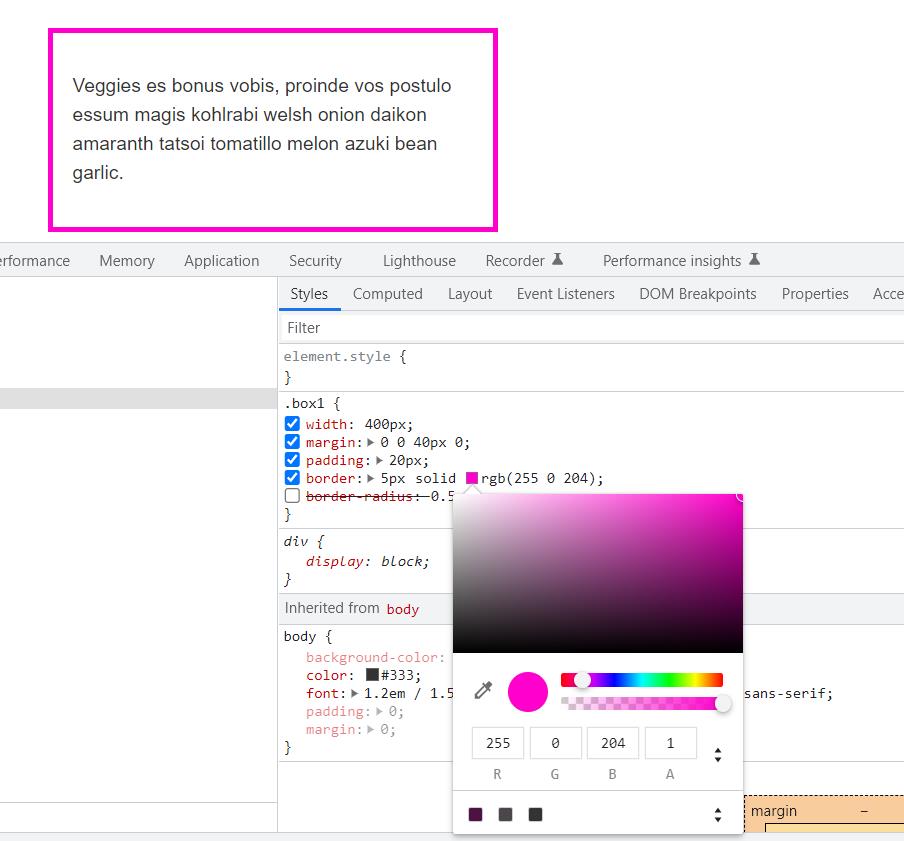 Veggies es bonus vobis, proinde vos postulo
essum magis kohlrabi welsh onion daikon
amaranth tatsoi tomatillo melon azuki bean
garlic.
erformance Memory Application Security Lighthouse Recorder Performance insights
Styles Computed Layout Event Listeners DOM Breakpoints Properties Acce
Filter
element.style {
}
.box1 {
width: 400px;
margin: 0 0 40px 0;
padding: 20px;
border: 5px solid rgb(255 0 204);
border-radius: 0.5
}
div {
display: block;
}
Inherited from body
body {
background-color:
color: #333;
font: 1.2em / 1.5 sans-serif;
padding: 0;
margin: 0;
}
255 0 204 1
R G B A
margin –